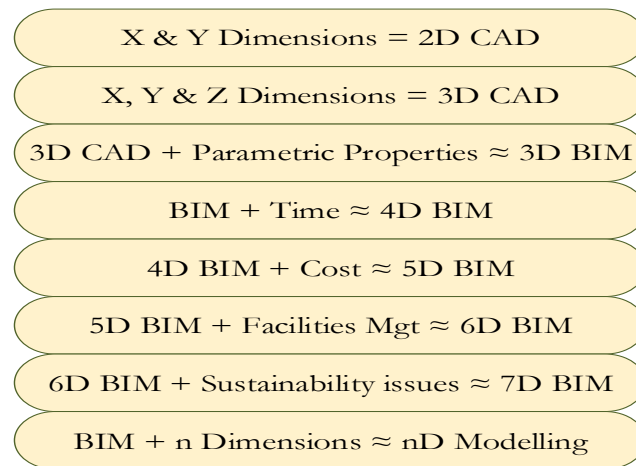 X & Y Dimensions = 2D CAD
X, Y & Z Dimensions = 3D CAD
3D CAD + Parametric Properties ≈ 3D BIM
BIM + Time ≈ 4D BIM
4D BIM + Cost ≈ 5D BIM
5D BIM + Facilities Mgt ≈ 6D BIM
6D BIM + Sustainability issues ≈ 7D BIM
BIM + n Dimensions ≈ nD Modelling